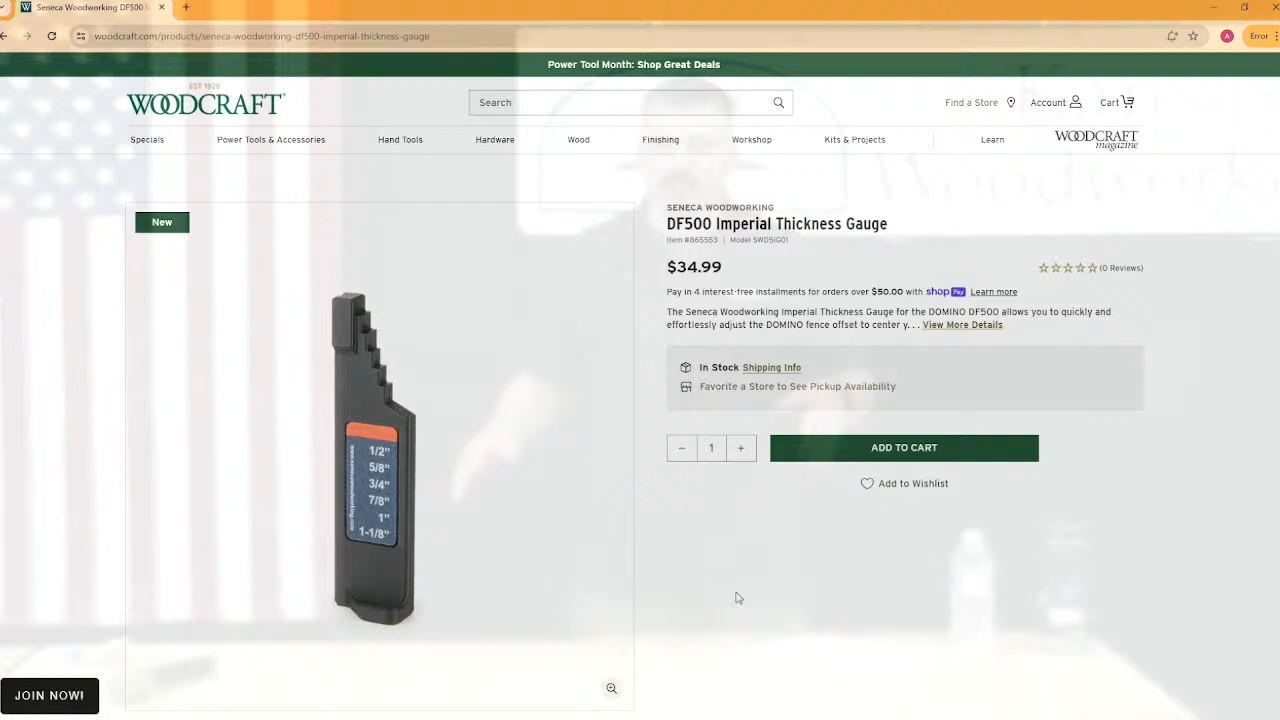 Seneca Woodworking DF500 I
woodcraft.com/products/seneca-woodworking-df500-imperial-thickness-gauge
A
Error
Power Tool Month: Shop Great Deals
EST 1928
WOODCRAFT
Search
Find a Store
Account
Cart
Specials
Power Tools & Accessories
Hand Tools
Hardware
Wood
Finishing
Workshop
Kits & Projects
Learn
WOODCRAFT
magazine
New
SENECA WOODWORKING
DF500 Imperial Thickness Gauge
Item #865553 | Model SWDSIG01
$34.99
(0 Reviews)
Pay in 4 interest-free installments for orders over $50.00 with shop Pay Learn more
The Seneca Woodworking Imperial Thickness Gauge for the DOMINO DF500 allows you to quickly and
effortlessly adjust the DOMINO fence offset to center y. . . View More Details
In Stock Shipping Info
Favorite a Store to See Pickup Availability
− 1 +
ADD TO CART
Add to Wishlist
www.senecawoodworking.com
1/2"
5/8"
3/4"
7/8"
1"
1-1/8"
JOIN NOW!